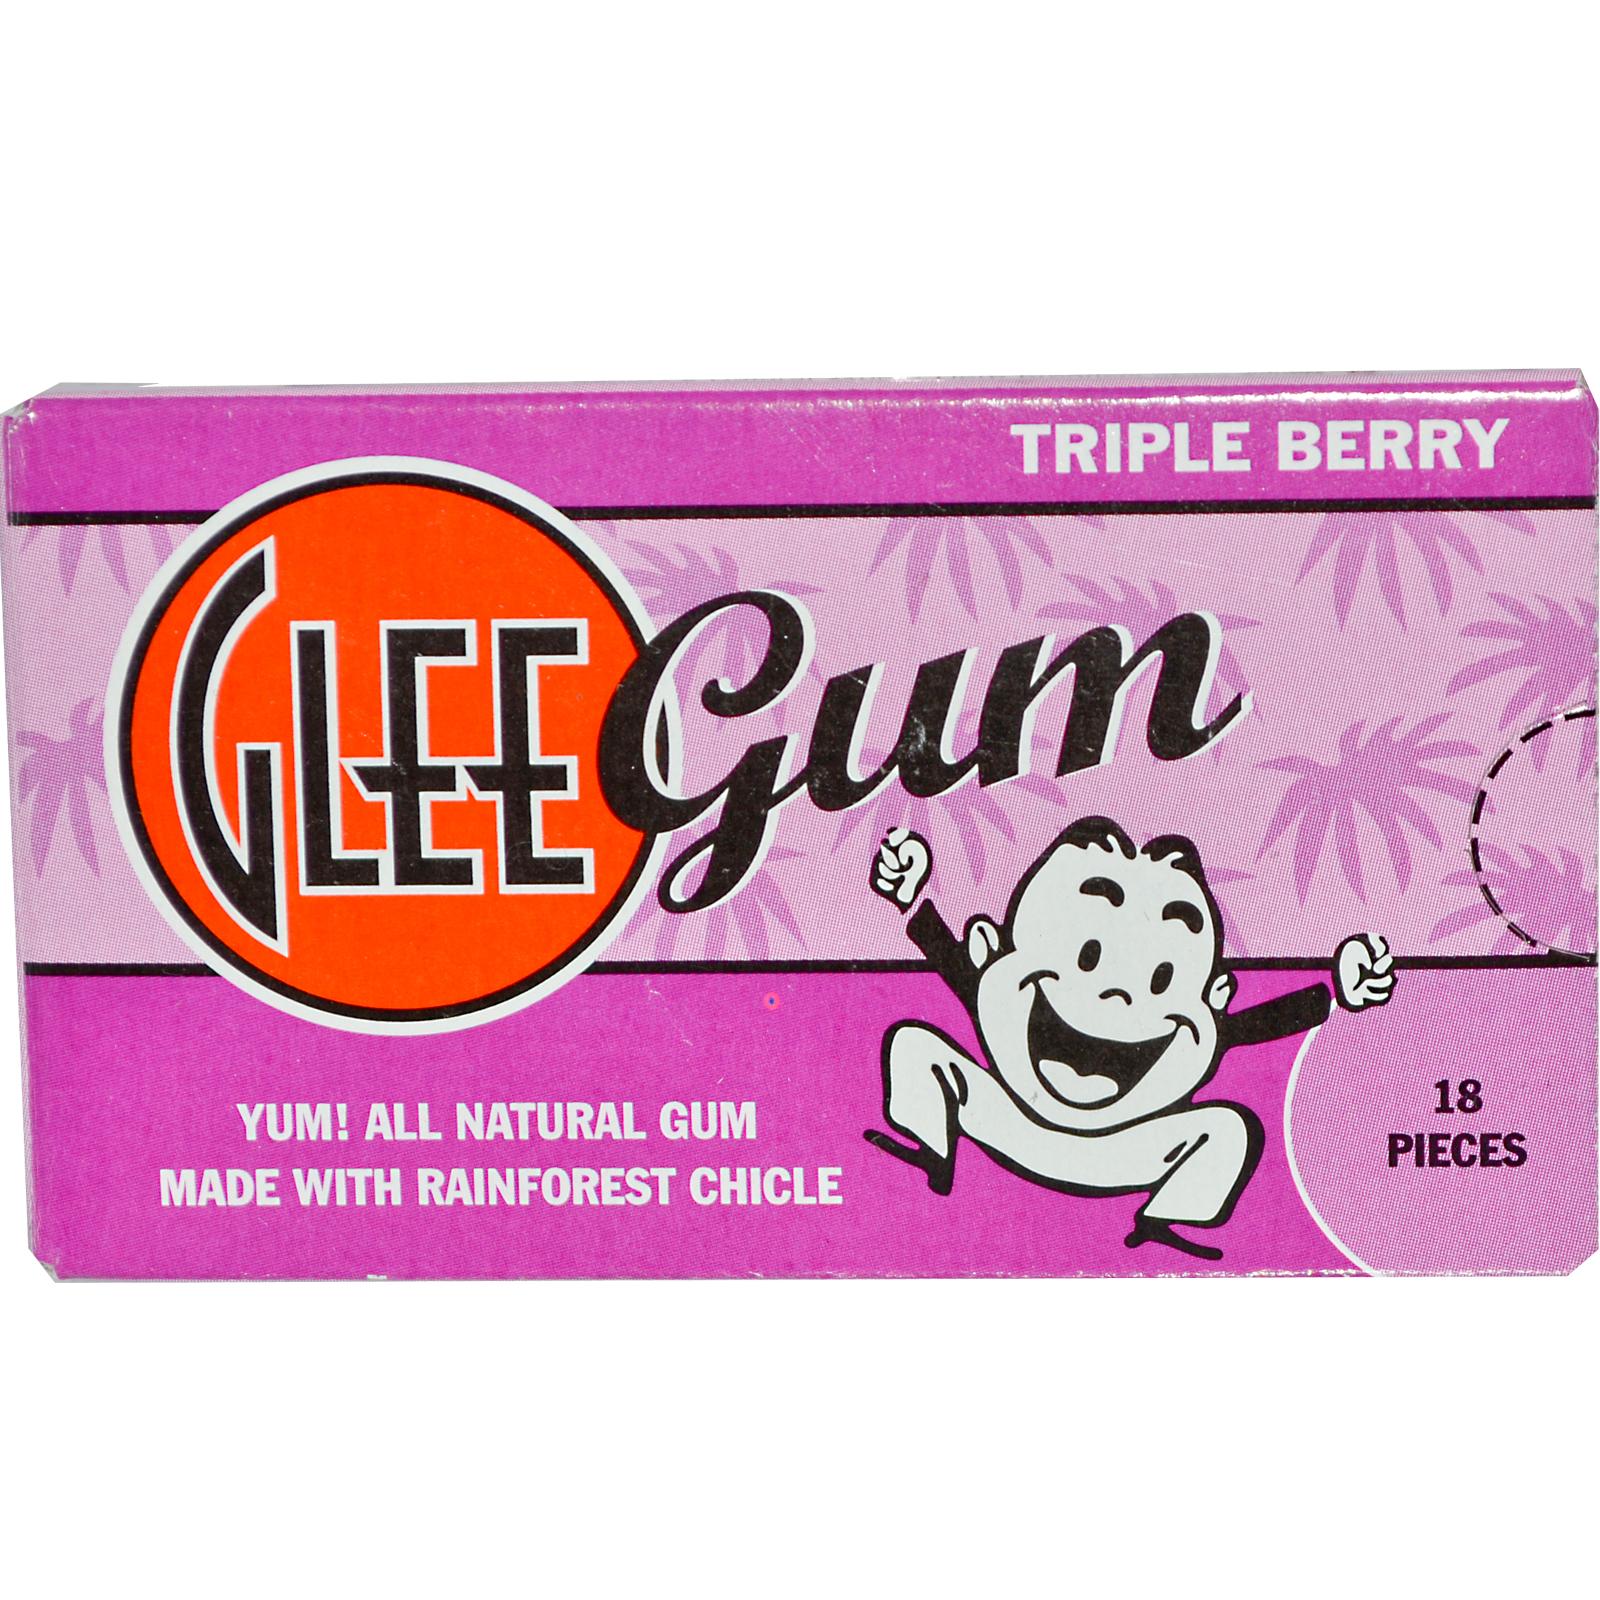 TRIPLE BERRY
GLEE Gum
YUM! ALL NATURAL GUM
MADE WITH RAINFOREST CHICLE
18
PIECES